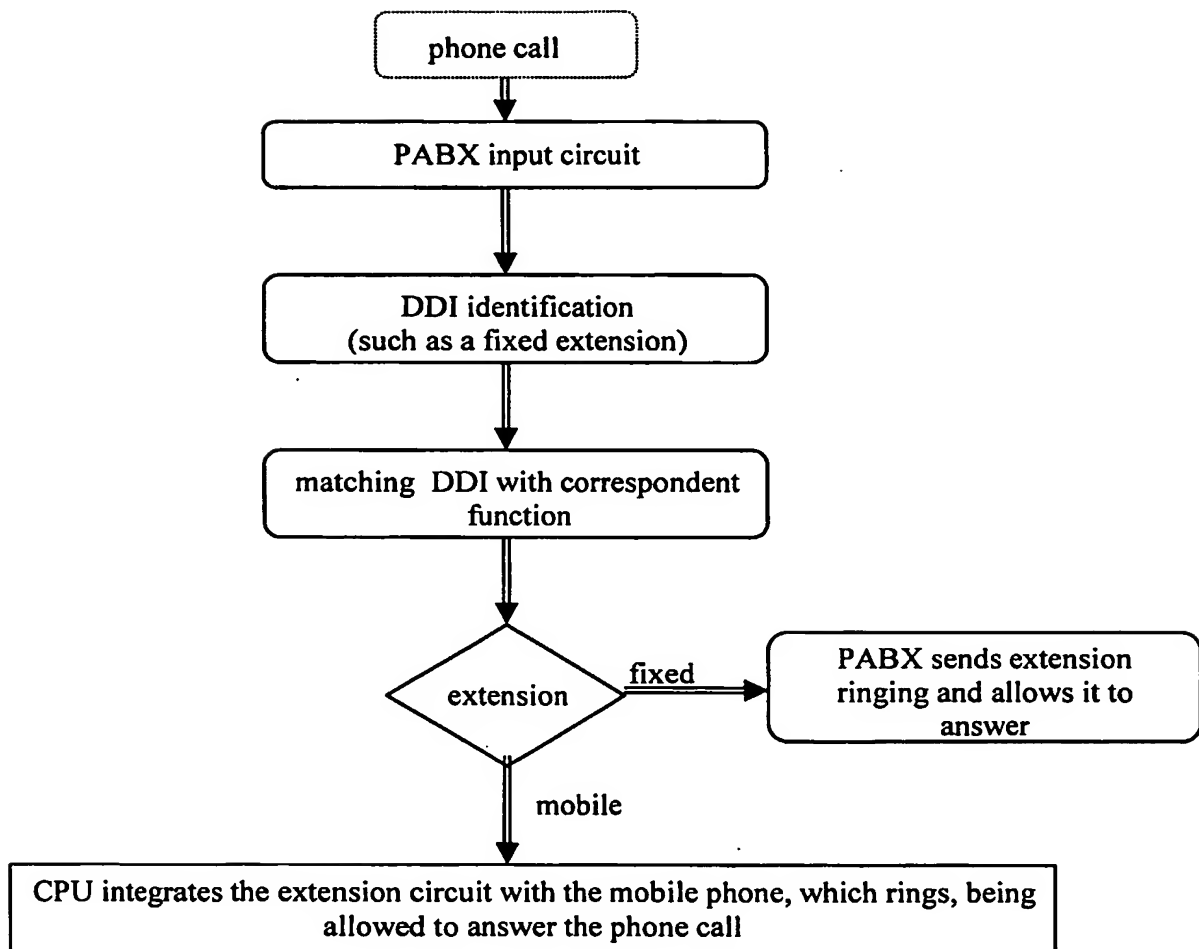 phone call
PABX input circuit
DDI identification
(such as a fixed extension)
matching DDI with correspondent
function
extension
fixed
PABX sends extension
ringing and allows it to
answer
mobile
CPU integrates the extension circuit with the mobile phone, which rings, being
allowed to answer the phone call